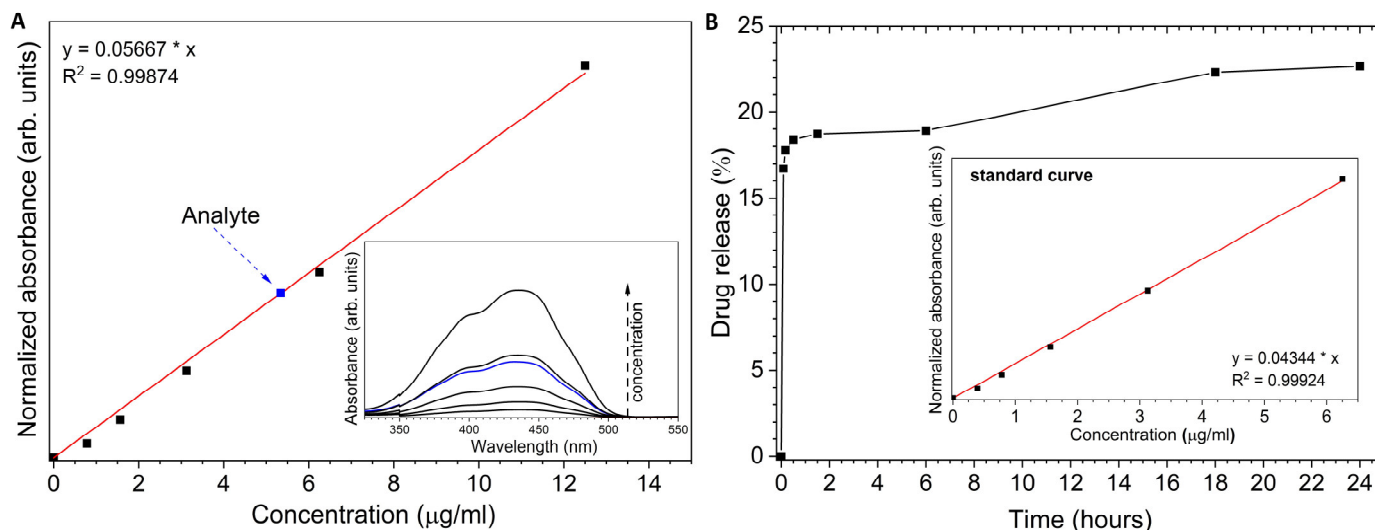 A
y = 0.05667 * x
R² = 0.99874
Normalized absorbance (arb. units)
Analyte
0 2 4 6 8 10 12 14
Concentration (μg/ml)
Absorbance (arb. units)
concentration
350 400 450 500 550
Wavelength (nm)
B
25
20
15
10
5
0
Drug release (%)
0 2 4 6 8 10 12 14 16 18 20 22 24
Time (hours)
standard curve
Normalized absorbance (arb. units)
y = 0.04344 * x
R² = 0.99924
0 1 2 3 4 5 6
Concentration (μg/ml)